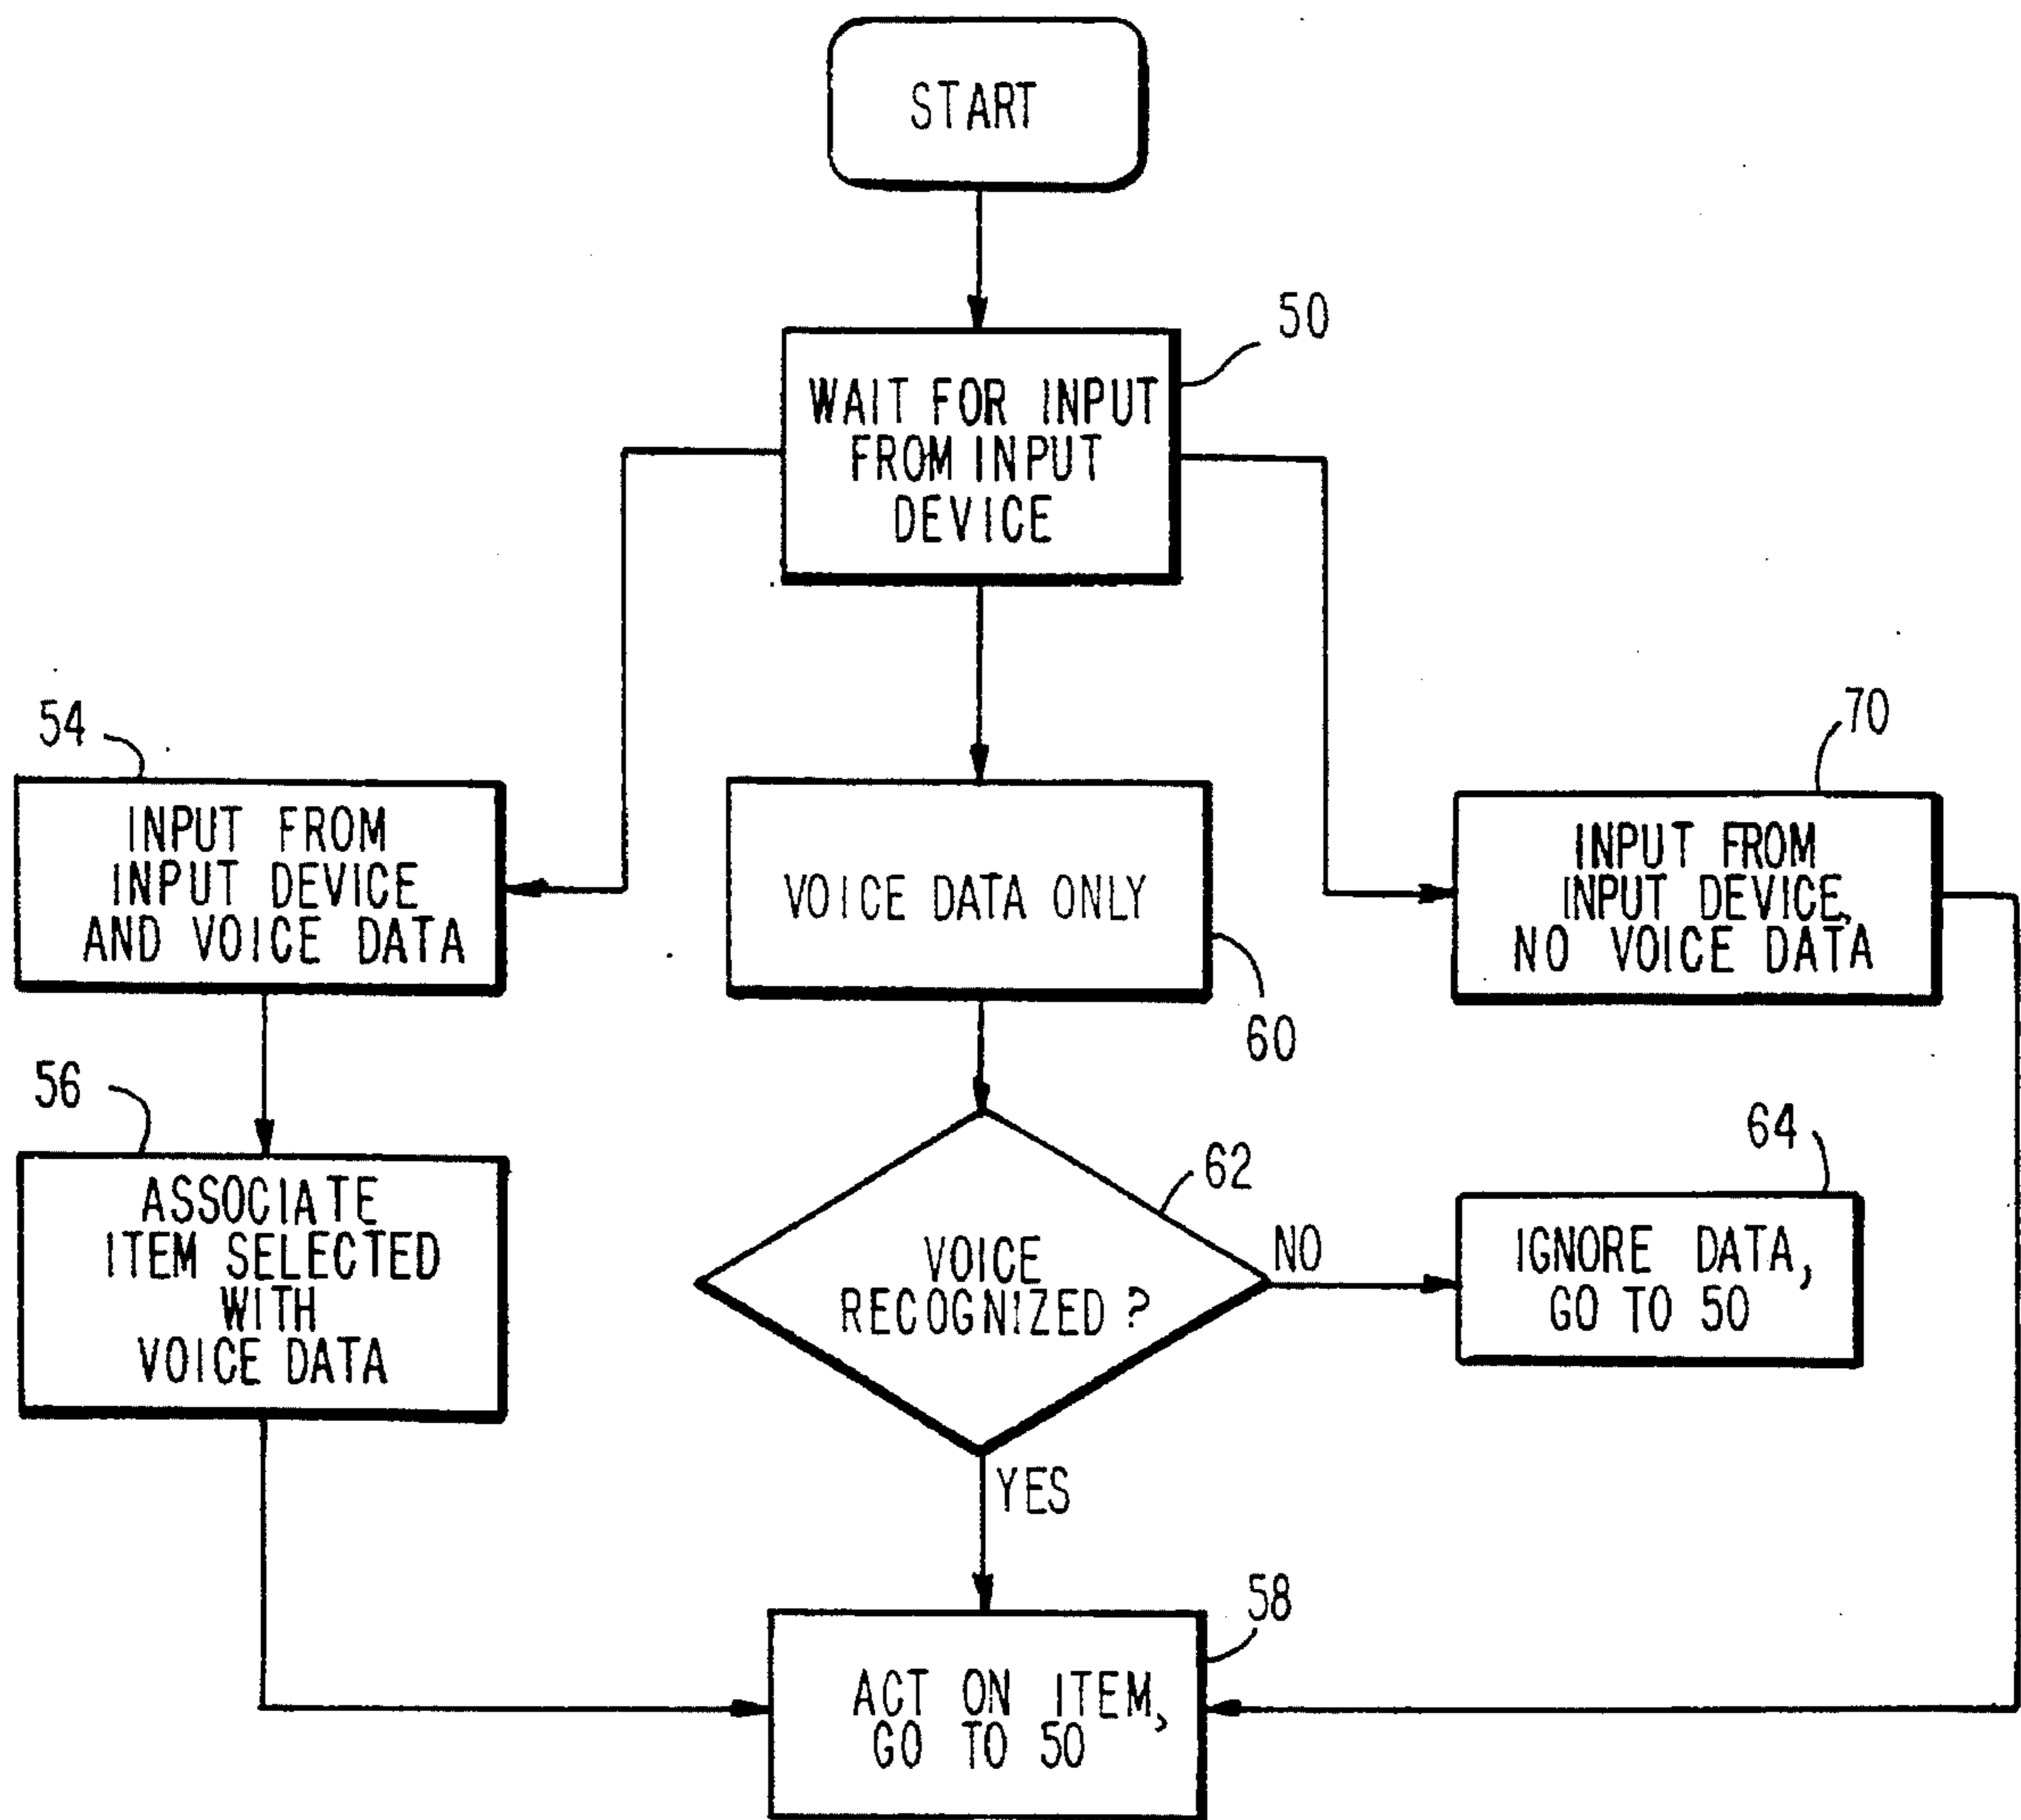 START
50
WAIT FOR INPUT
FROM INPUT
DEVICE
54
INPUT FROM
INPUT DEVICE
AND VOICE DATA
VOICE DATA ONLY
60
70
INPUT FROM
INPUT DEVICE,
NO VOICE DATA
56
ASSOCIATE
ITEM SELECTED
WITH
VOICE DATA
62
VOICE
RECOGNIZED?
NO
YES
64
IGNORE DATA,
GO TO 50
58
ACT ON ITEM,
GO TO 50